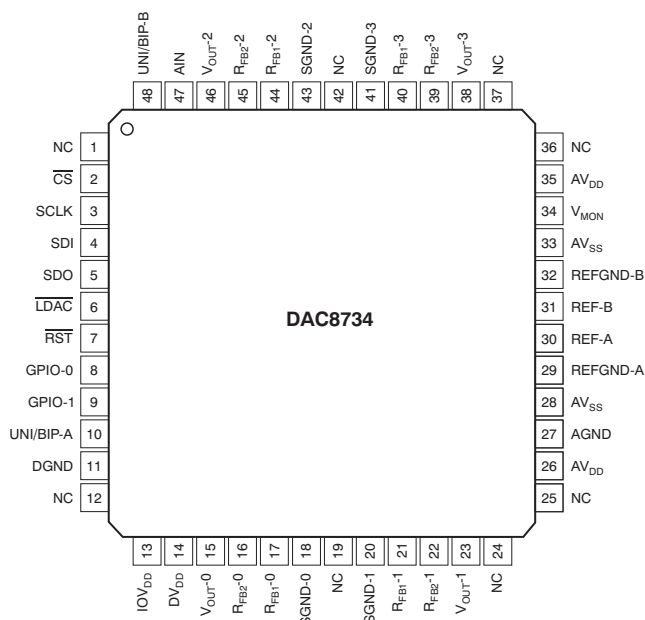 UNI/BIP-B
AIN
VOUT-2
RFB2-2
RFB1-2
SGND-2
NC
SGND-3
RFB1-3
RFB2-3
VOUT-3
NC
48 47 46 45 44 43 42 41 40 39 38 37
NC 1
CS 2
SCLK 3
SDI 4
SDO 5
LDAC 6
RST 7
GPIO-0 8
GPIO-1 9
UNI/BIP-A 10
DGND 11
NC 12
DAC8734
36 NC
35 AVDD
34 VMON
33 AVSS
32 REFGND-B
31 REF-B
30 REF-A
29 REFGND-A
28 AVSS
27 AGND
26 AVDD
25 NC
13 14 15 16 17 18 19 20 21 22 23 24
IOVDD
DVDD
VOUT-0
RFB2-0
RFB1-0
SGND-0
NC
SGND-1
RFB1-1
RFB2-1
VOUT-1
NC